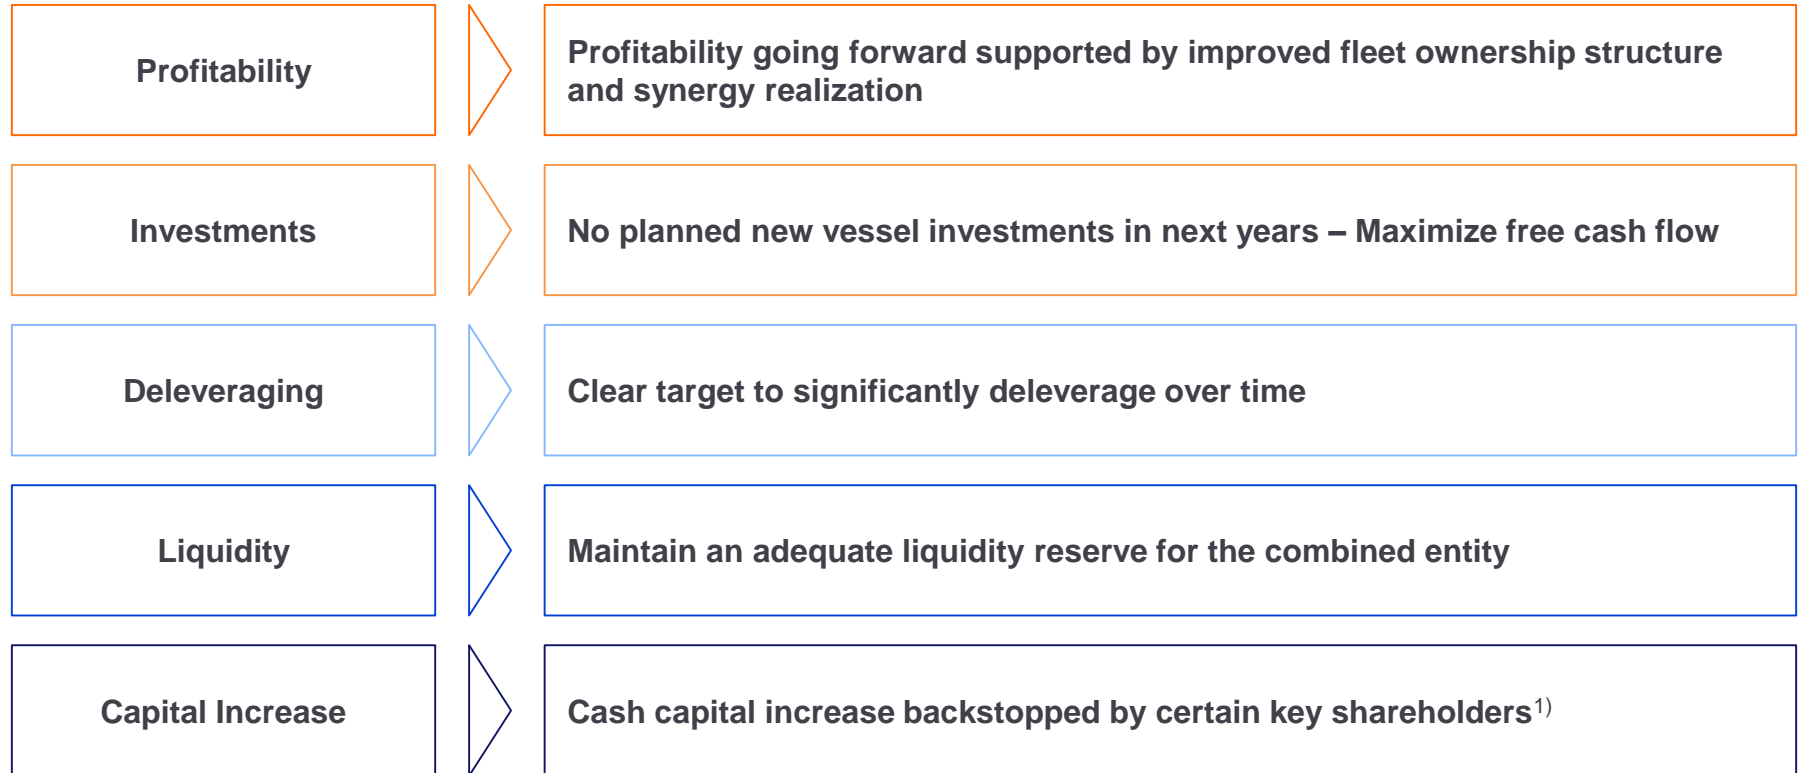 Profitability
Profitability going forward supported by improved fleet ownership structure
and synergy realization
Investments
No planned new vessel investments in next years – Maximize free cash flow
Deleveraging
Clear target to significantly deleverage over time
Liquidity
Maintain an adequate liquidity reserve for the combined entity
Capital Increase
Cash capital increase backstopped by certain key shareholders1)